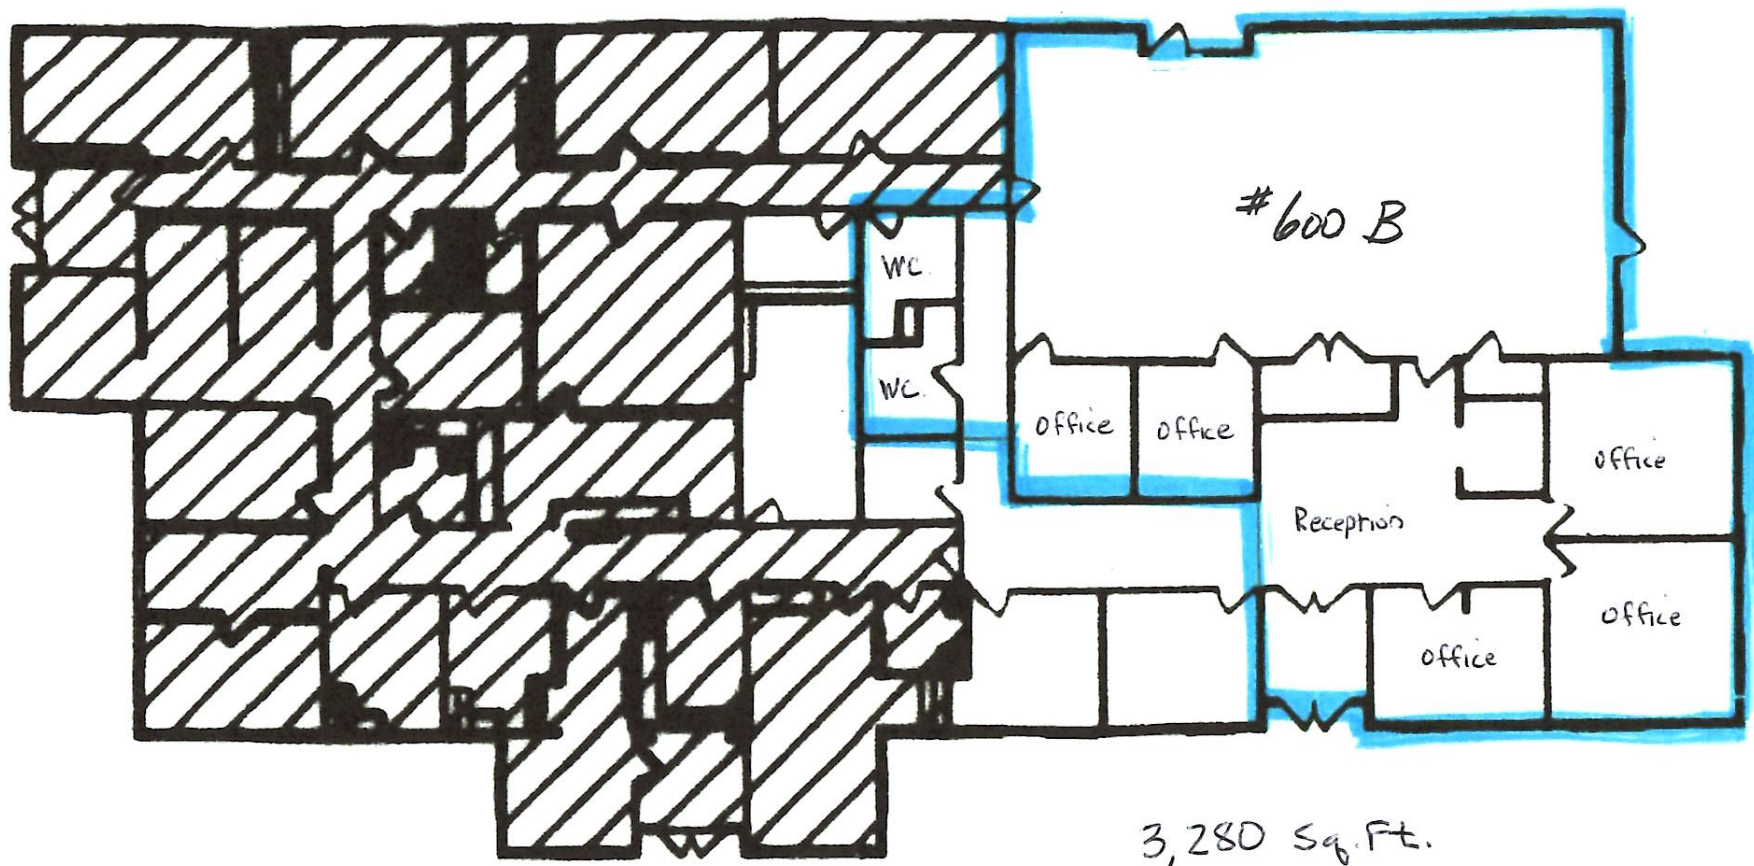 #600 B
WC.
WC.
Office
Office
Office
Reception
Office
Office
3,280 Sq. Ft.